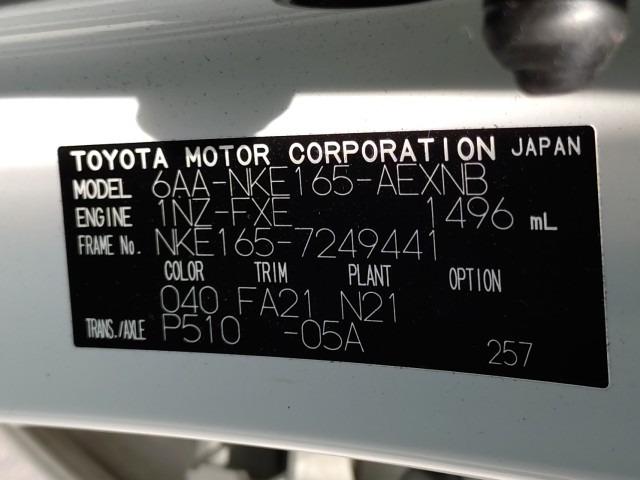 TOYOTA MOTOR CORPORATION JAPAN
MODEL 6AA-NKE165-AEXNB
ENGINE 1NZ-FXE 1496 mL
FRAME No. NKE165-7249441
COLOR TRIM PLANT OPTION
040 FA21 N21
TRANS./AXLE P510 -05A
257